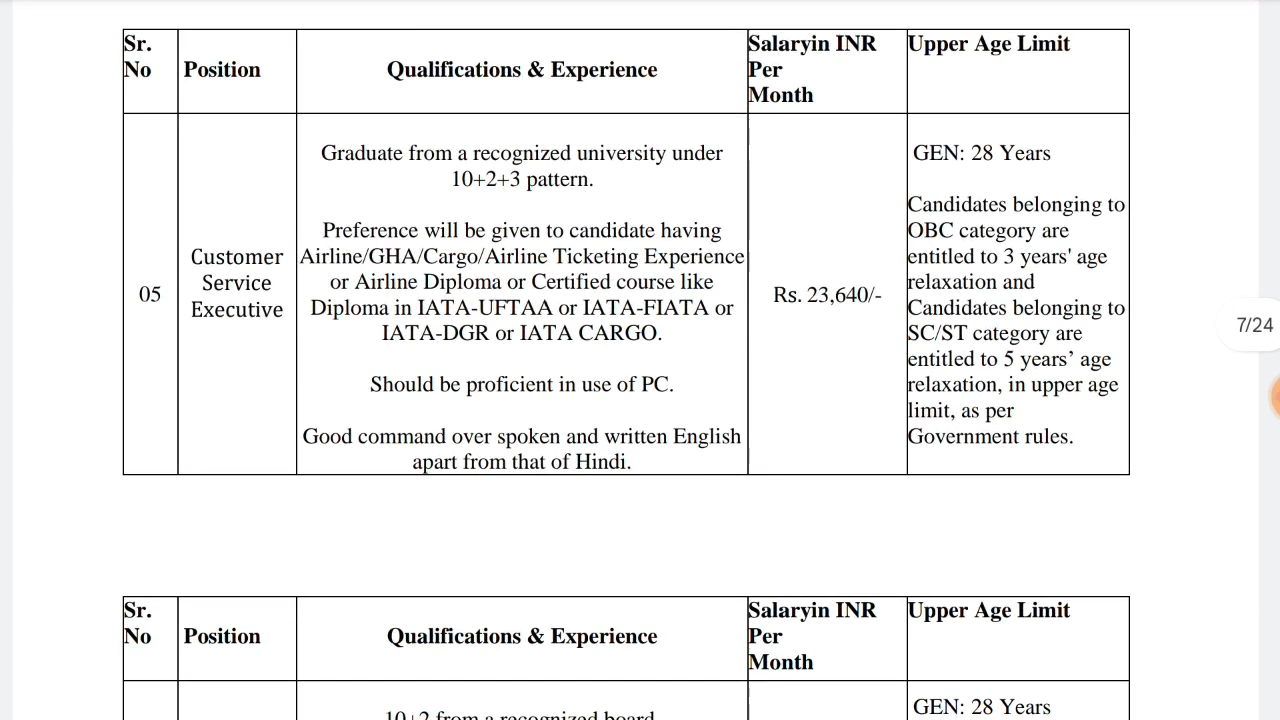 Sr.
No
Position
Qualifications & Experience
Salaryin INR
Per
Month
Upper Age Limit
05
Customer
Service
Executive
Graduate from a recognized university under
10+2+3 pattern.
Preference will be given to candidate having
Airline/GHA/Cargo/Airline Ticketing Experience
or Airline Diploma or Certified course like
Diploma in IATA-UFTAA or IATA-FIATA or
IATA-DGR or IATA CARGO.
Should be proficient in use of PC.
Good command over spoken and written English
apart from that of Hindi.
Rs. 23,640/-
GEN: 28 Years
Candidates belonging to
OBC category are
entitled to 3 years' age
relaxation and
Candidates belonging to
SC/ST category are
entitled to 5 years’ age
relaxation, in upper age
limit, as per
Government rules.
7/24
Sr.
No
Position
Qualifications & Experience
Salaryin INR
Per
Month
Upper Age Limit
10+2 from a recognized board
GEN: 28 Years